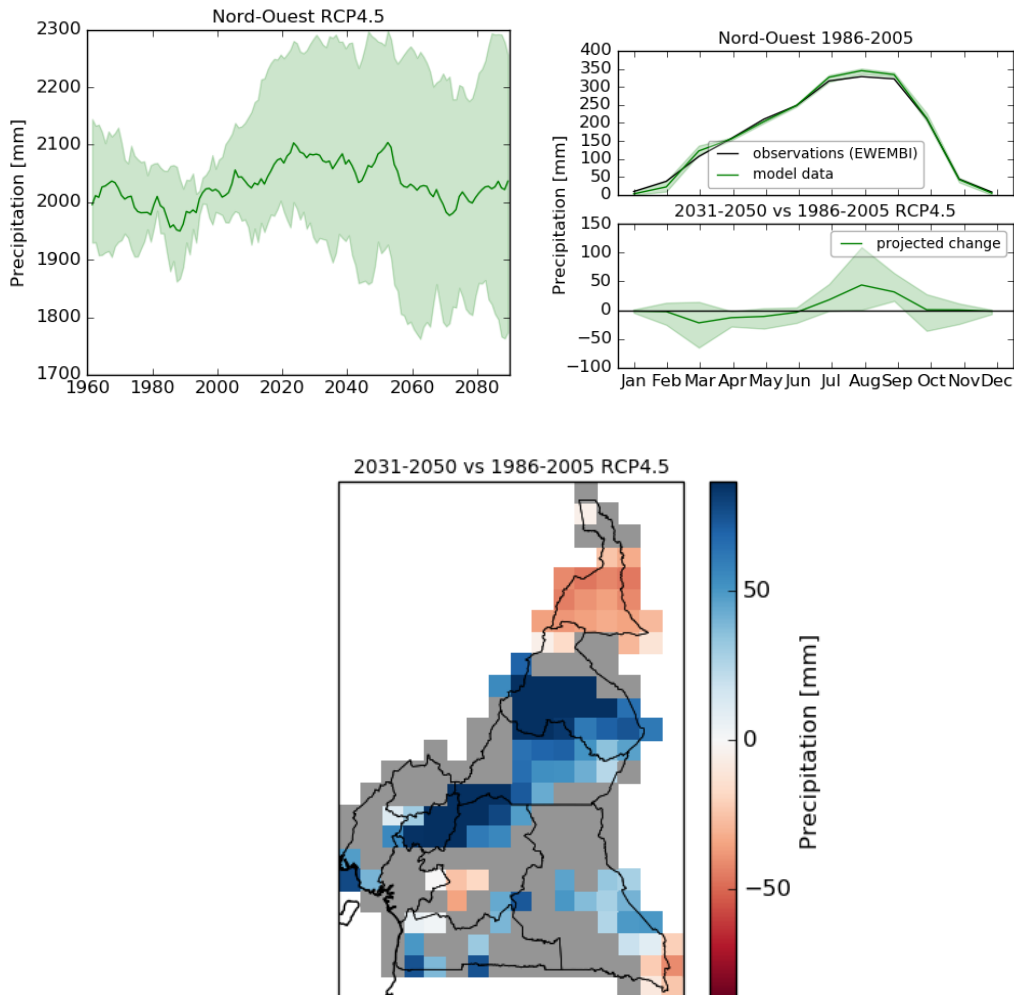 Nord-Ouest RCP4.5
Precipitation [mm]
2300
2200
2100
2000
1900
1800
1700
1960 1980 2000 2020 2040 2060 2080
Nord-Ouest 1986-2005
Precipitation [mm]
400
350
300
250
200
150
100
50
0
observations (EWEMBI)
model data
2031-2050 vs 1986-2005 RCP4.5
150
100
50
0
−50
−100
projected change
Jan Feb Mar Apr May Jun Jul Aug Sep Oct Nov Dec
2031-2050 vs 1986-2005 RCP4.5
50
0
−50
Precipitation [mm]